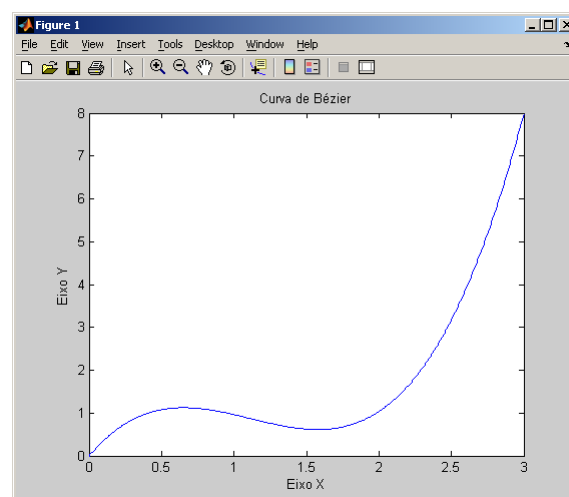 Figure 1
File Edit View Insert Tools Desktop Window Help
Curva de Bézier
8
7
6
5
4
3
2
1
0
Eixo Y
0 0.5 1 1.5 2 2.5 3
Eixo X